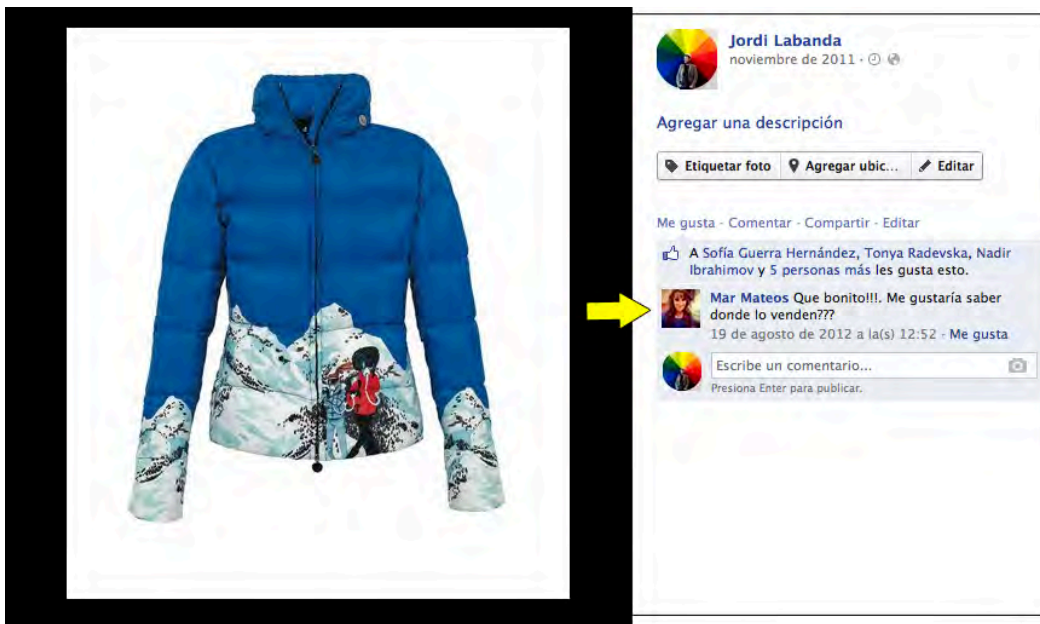 Jordi Labanda
noviembre de 2011 ·
Agregar una descripción
Etiquetar foto
Agregar ubic...
Editar
Me gusta · Comentar · Compartir · Editar
A Sofía Guerra Hernández, Tonya Radevska, Nadir
Ibrahimov y 5 personas más les gusta esto.
Mar Mateos Que bonito!!!. Me gustaría saber
donde lo venden???
19 de agosto de 2012 a la(s) 12:52 · Me gusta
Escribe un comentario...
Presiona Enter para publicar.